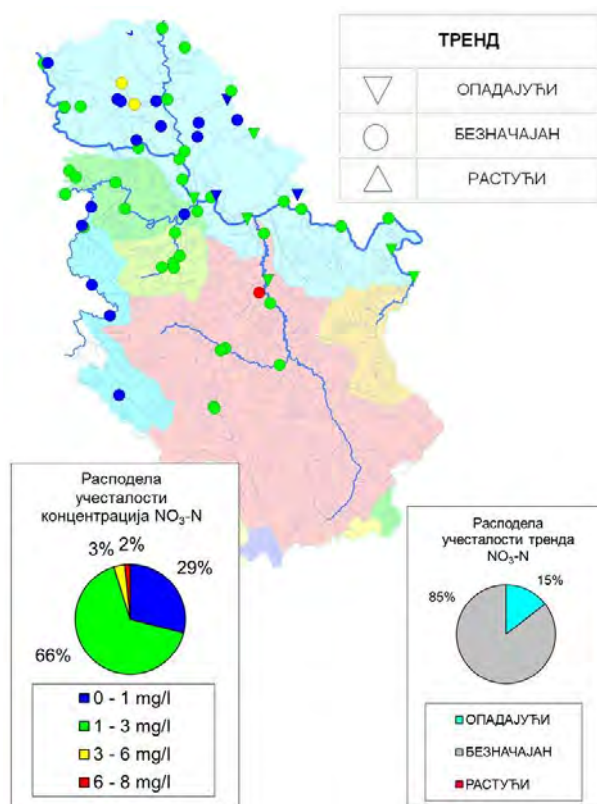 ТРЕНД
ОПАДАЈУЋИ
БЕЗНАЧАЈАН
РАСТУЋИ
Расподела
учесталости
концентрација NO₃-N
3% 2%
29%
66%
0 - 1 mg/l
1 - 3 mg/l
3 - 6 mg/l
6 - 8 mg/l
Расподела
учесталости тренда
NO₃-N
85%
15%
ОПАДАЈУЋИ
БЕЗНАЧАЈАН
РАСТУЋИ